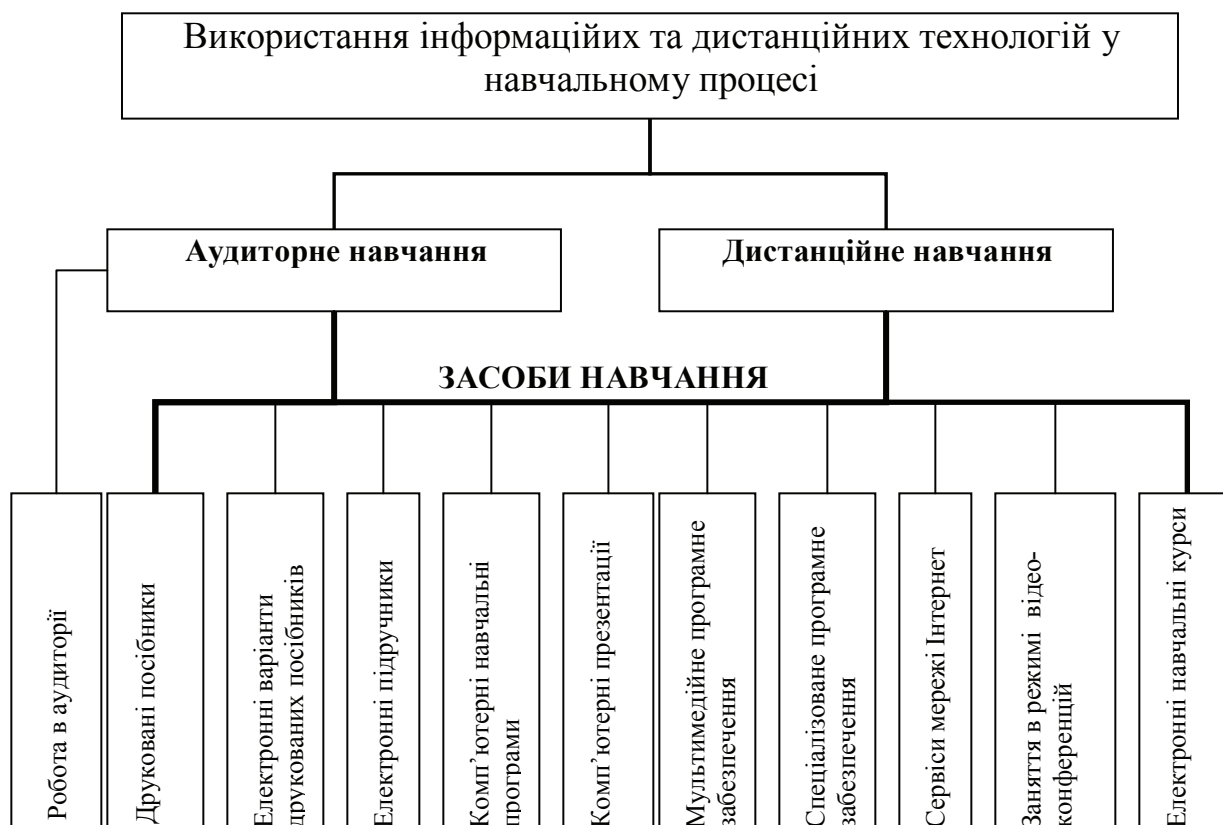 Використання інформаційих та дистанційних технологій у
навчальному процесі
Аудиторне навчання
Дистанційне навчання
ЗАСОБИ НАВЧАННЯ
Робота в аудиторії
Друковані посібники
Електронні варіанти
друкованих посібників
Електронні підручники
Комп’ютерні навчальні
програми
Комп’ютерні презентації
Мультимедійне програмне
забезпечення
Спеціалізоване програмне
забезпечення
Сервіси мережі Інтернет
Заняття в режимі відео-
конференцій
Електронні навчальні курси